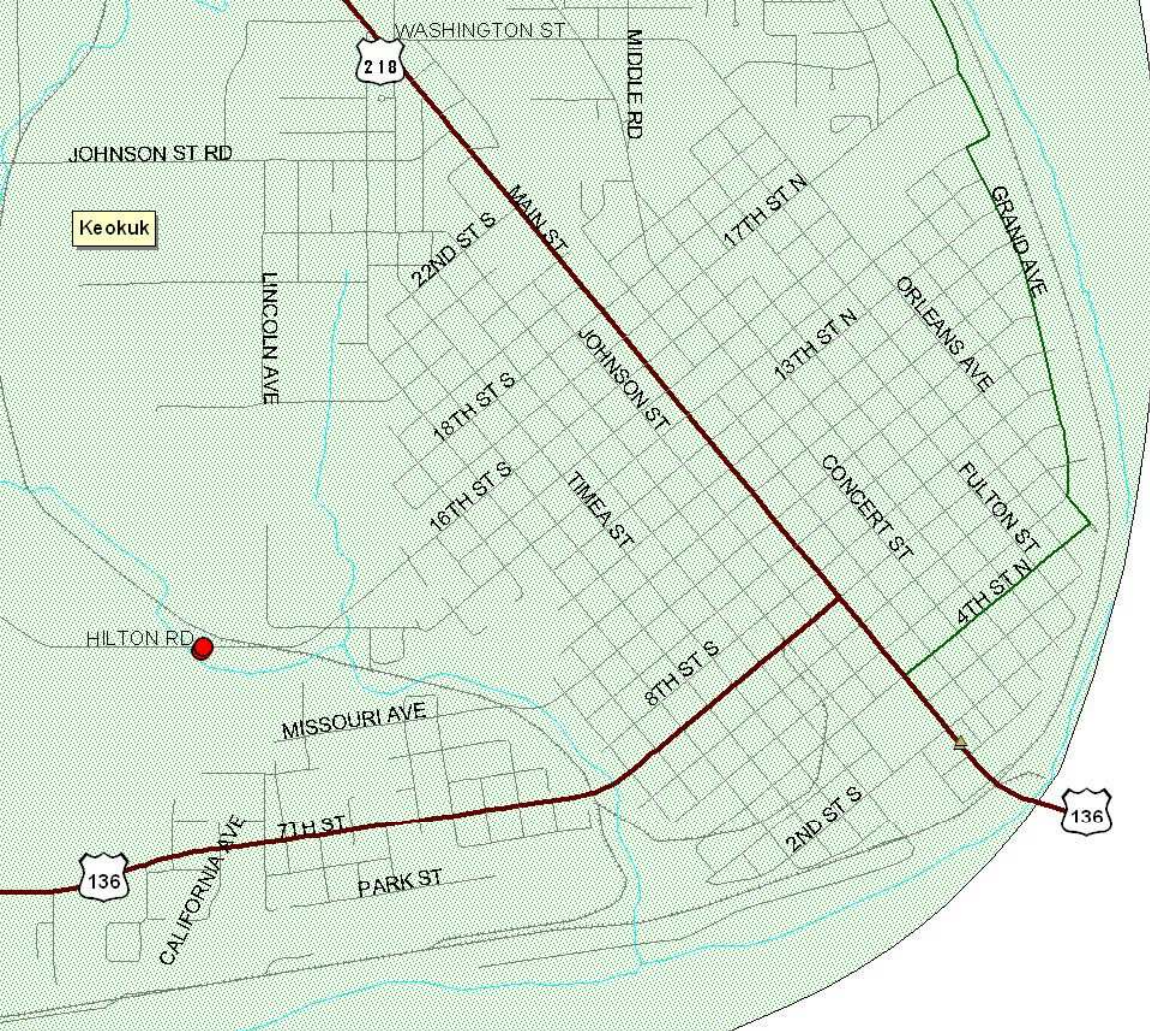 WASHINGTON ST
218
MIDDLE RD
JOHNSON ST RD
MAIN ST
17TH ST N
GRAND AVE
Keokuk
22ND ST S
LINCOLN AVE
ORLEANS AVE
13TH ST N
JOHNSON ST
18TH ST S
16TH ST S
TIMEA ST
CONCERT ST
FULTON ST
4TH ST N
HILTON RD
8TH ST S
MISSOURI AVE
2ND ST S
136
7TH ST
CALIFORNIA AVE
136
PARK ST